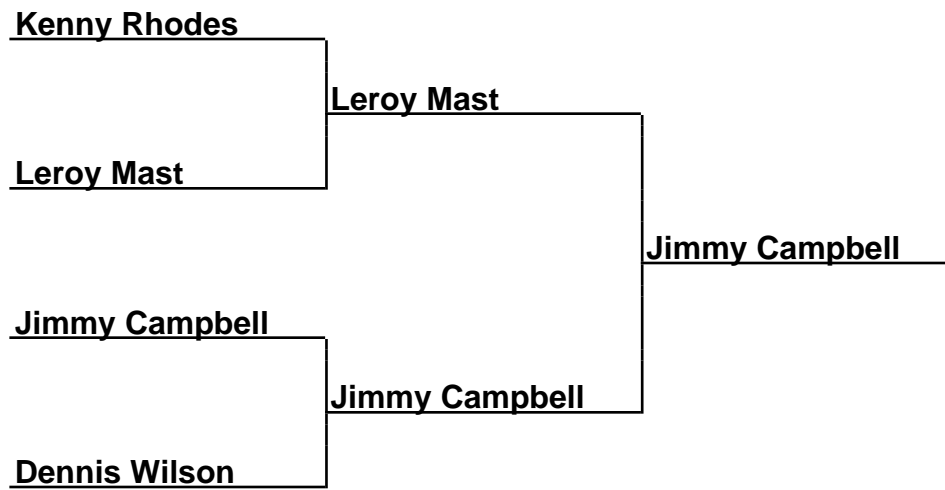 Kenny Rhodes
Leroy Mast
Leroy Mast
Jimmy Campbell
Jimmy Campbell
Jimmy Campbell
Dennis Wilson